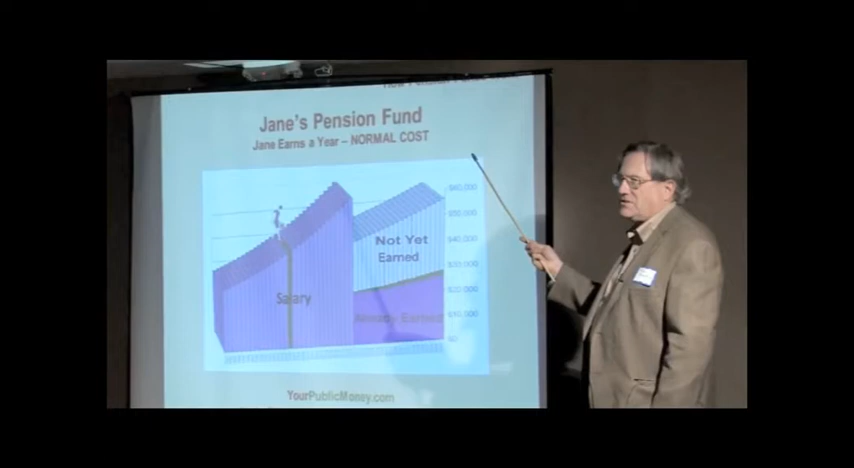 Jane's Pension Fund
Jane Earns a Year – NORMAL COST
$60,000
$50,000
Not Yet
Earned
$40,000
$30,000
Salary
$20,000
Already Earned
$10,000
$0
YourPublicMoney.com